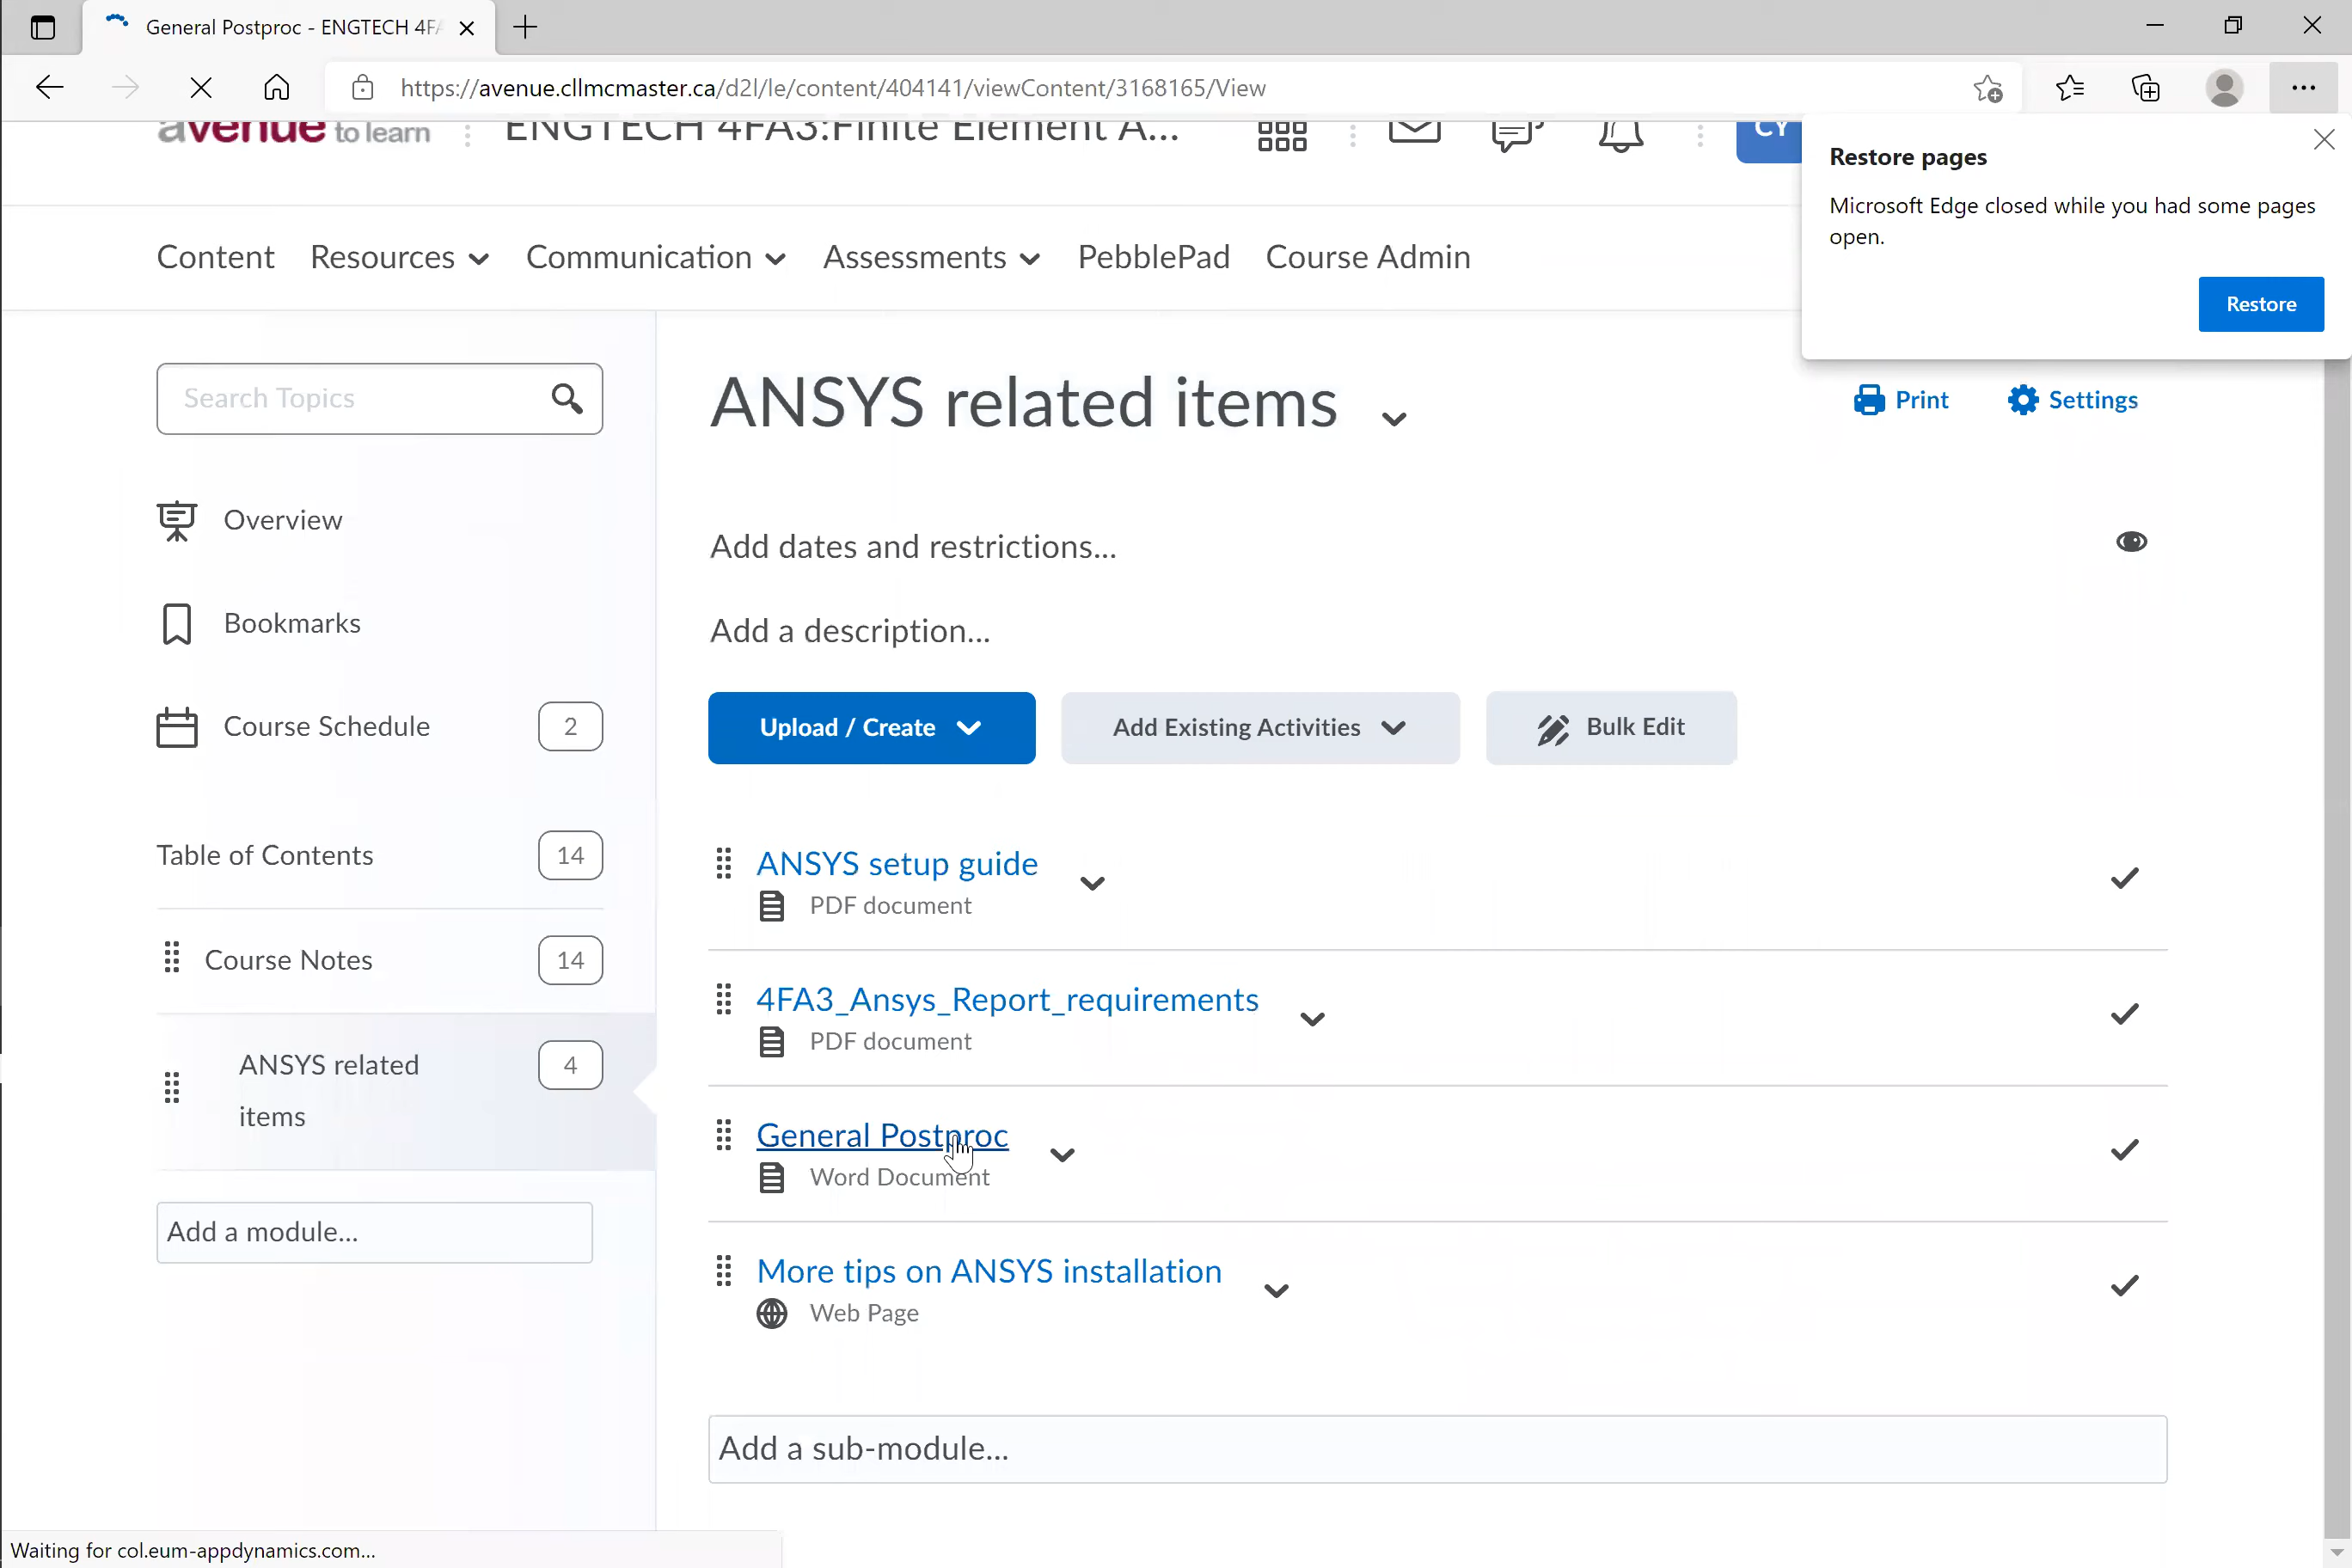 General Postproc - ENGTECH 4FA
https://avenue.cllmcmaster.ca/d2l/le/content/404141/viewContent/3168165/View
avenue to learn
ENGTECH 4FA3:Finite Element A...
CY
Restore pages
Microsoft Edge closed while you had some pages
open.
Restore
Content
Resources
Communication
Assessments
PebblePad
Course Admin
Search Topics
ANSYS related items
Print
Settings
Overview
Add dates and restrictions...
Bookmarks
Add a description...
Course Schedule
2
Upload / Create
Add Existing Activities
Bulk Edit
Table of Contents
14
ANSYS setup guide
PDF document
Course Notes
14
4FA3_Ansys_Report_requirements
PDF document
ANSYS related
items
4
General Postproc
Word Document
Add a module...
More tips on ANSYS installation
Web Page
Add a sub-module...
Waiting for col.eum-appdynamics.com...